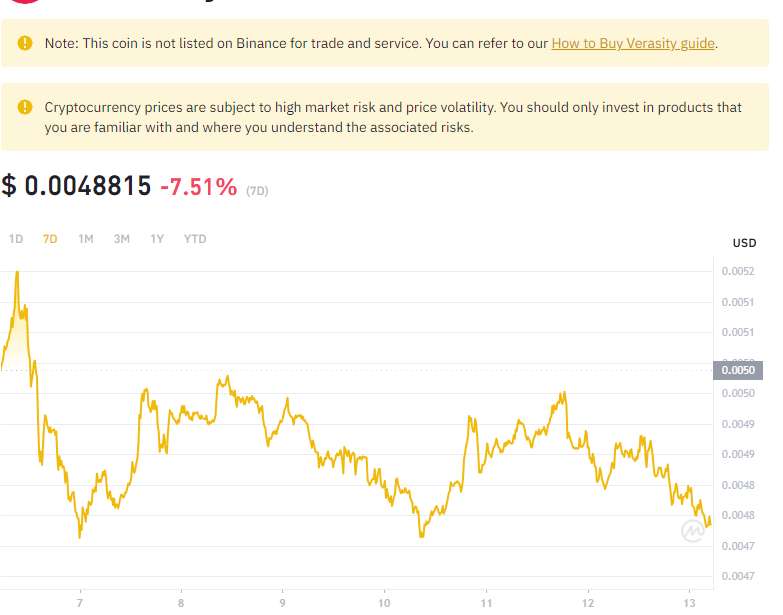 Note: This coin is not listed on Binance for trade and service. You can refer to our How to Buy Verasity guide.
Cryptocurrency prices are subject to high market risk and price volatility. You should only invest in products that
you are familiar with and where you understand the associated risks.
$ 0.0048815 -7.51% (7D)
1D 7D 1M 3M 1Y YTD
USD
0.0052
0.0051
0.0051
0.0050
0.0050
0.0049
0.0049
0.0048
0.0048
0.0047
0.0047
7 8 9 10 11 12 13